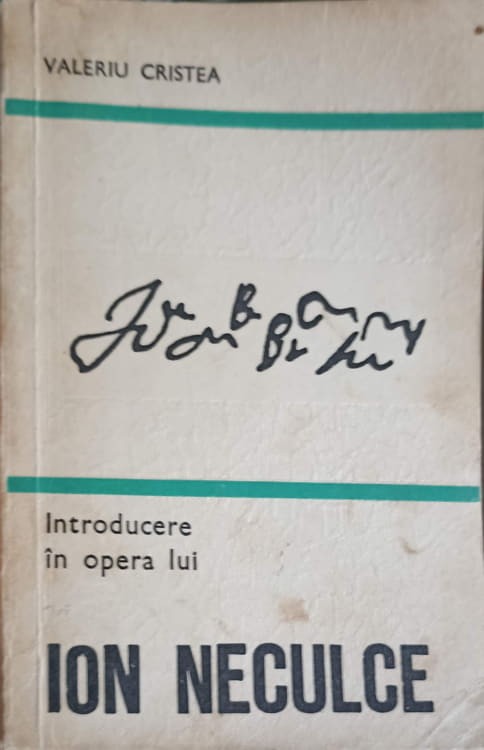 VALERIU CRISTEA
Introducere
în opera lui
ION NECULCE